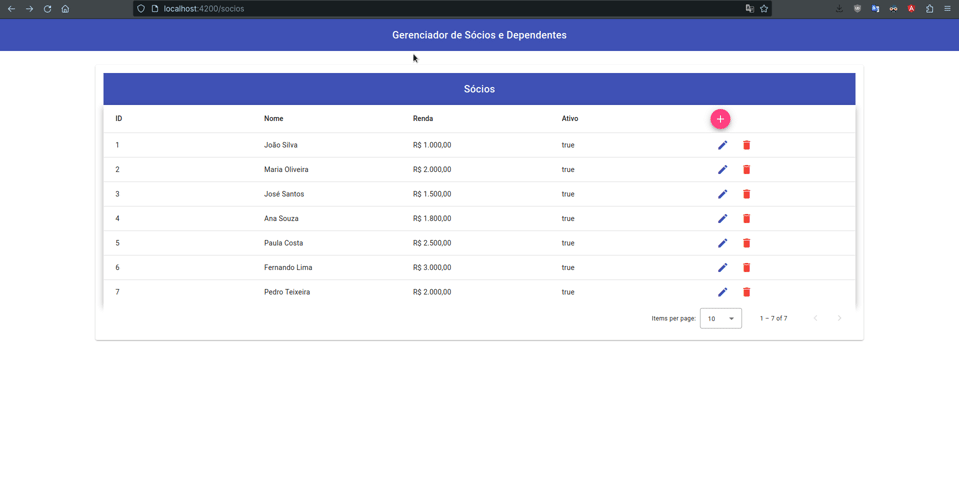 localhost:4200/socios
Gerenciador de Sócios e Dependentes
Sócios
ID Nome Renda Ativo
1 João Silva R$ 1.000,00 true
2 Maria Oliveira R$ 2.000,00 true
3 José Santos R$ 1.500,00 true
4 Ana Souza R$ 1.800,00 true
5 Paula Costa R$ 2.500,00 true
6 Fernando Lima R$ 3.000,00 true
7 Pedro Teixeira R$ 2.000,00 true
Items per page: 10 1 – 7 of 7